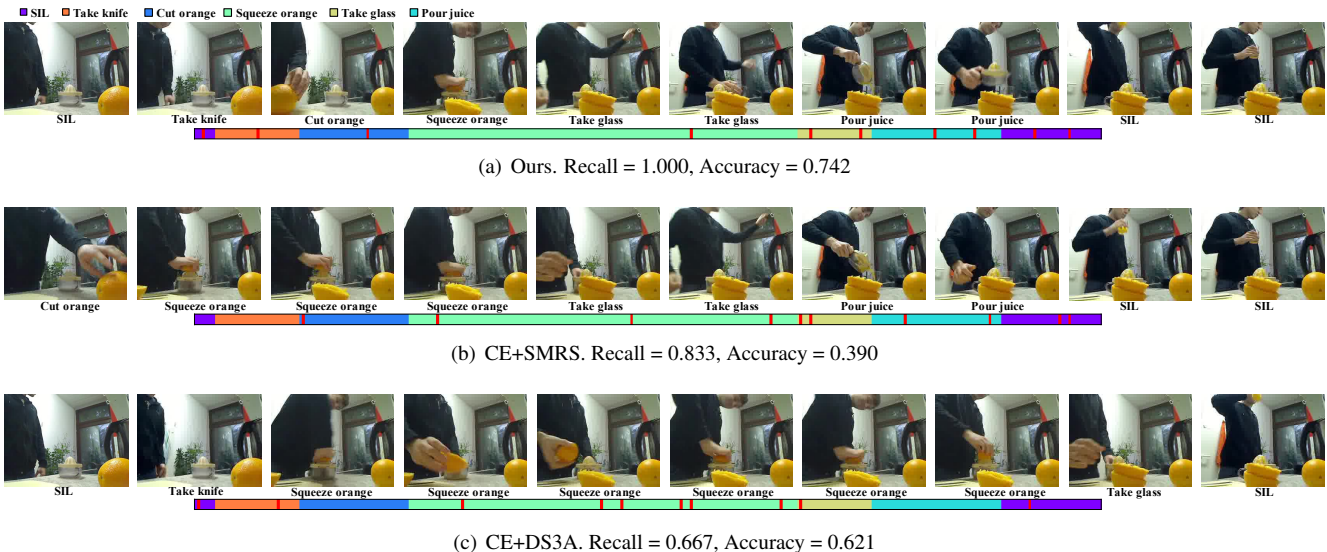 SIL Take knife Cut orange Squeeze orange Take glass Pour juice
SIL Take knife Cut orange Squeeze orange Take glass Take glass Pour juice Pour juice SIL SIL
(a) Ours. Recall = 1.000, Accuracy = 0.742
Cut orange Squeeze orange Squeeze orange Squeeze orange Take glass Take glass Pour juice Pour juice SIL SIL
(b) CE+SMRS. Recall = 0.833, Accuracy = 0.390
SIL Take knife Squeeze orange Squeeze orange Squeeze orange Squeeze orange Squeeze orange Squeeze orange Take glass SIL
(c) CE+DS3A. Recall = 0.667, Accuracy = 0.621